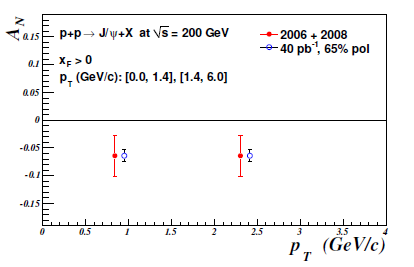 A_N
p+p → J/ψ+X at √s = 200 GeV
x_F > 0
p_T (GeV/c): [0.0, 1.4], [1.4, 6.0]
2006 + 2008
40 pb⁻¹, 65% pol
0.15
0.1
0.05
0
-0.05
-0.1
-0.15
0 0.5 1 1.5 2 2.5 3 3.5 4
p_T (GeV/c)